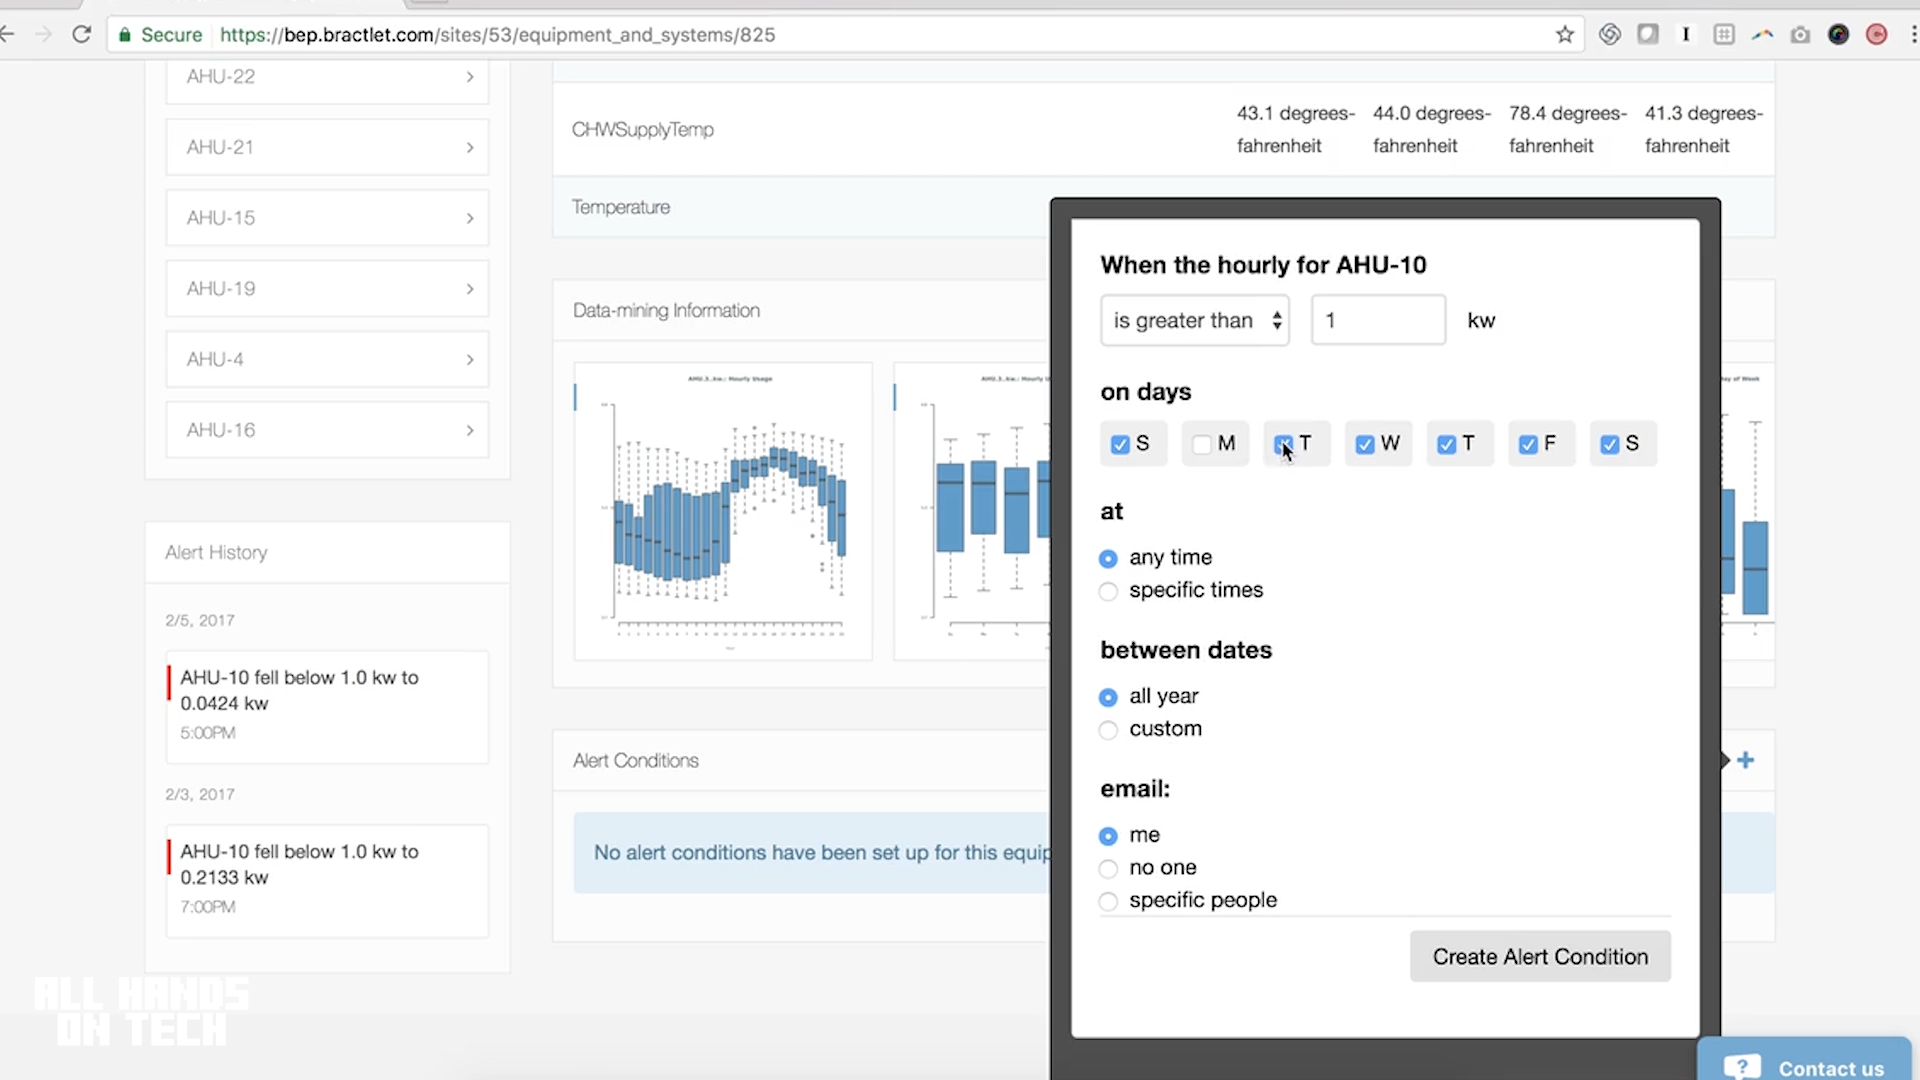 Secure
https://bep.bractlet.com/sites/53/equipment_and_systems/825
AHU-22
AHU-21
AHU-15
AHU-19
AHU-4
AHU-16
Alert History
2/5, 2017
AHU-10 fell below 1.0 kw to
0.0424 kw
5:00PM
2/3, 2017
AHU-10 fell below 1.0 kw to
0.2133 kw
7:00PM
CHWSupplyTemp
43.1 degrees-
fahrenheit
44.0 degrees-
fahrenheit
78.4 degrees-
fahrenheit
41.3 degrees-
fahrenheit
Temperature
Data-mining Information
Hourly Usage
Alert Conditions
No alert conditions have been set up for this equip
When the hourly for AHU-10
is greater than 1 kw
on days
S M T W T F S
at
any time
specific times
between dates
all year
custom
email:
me
no one
specific people
Create Alert Condition
? Contact us
ALL HANDS
ON TECH